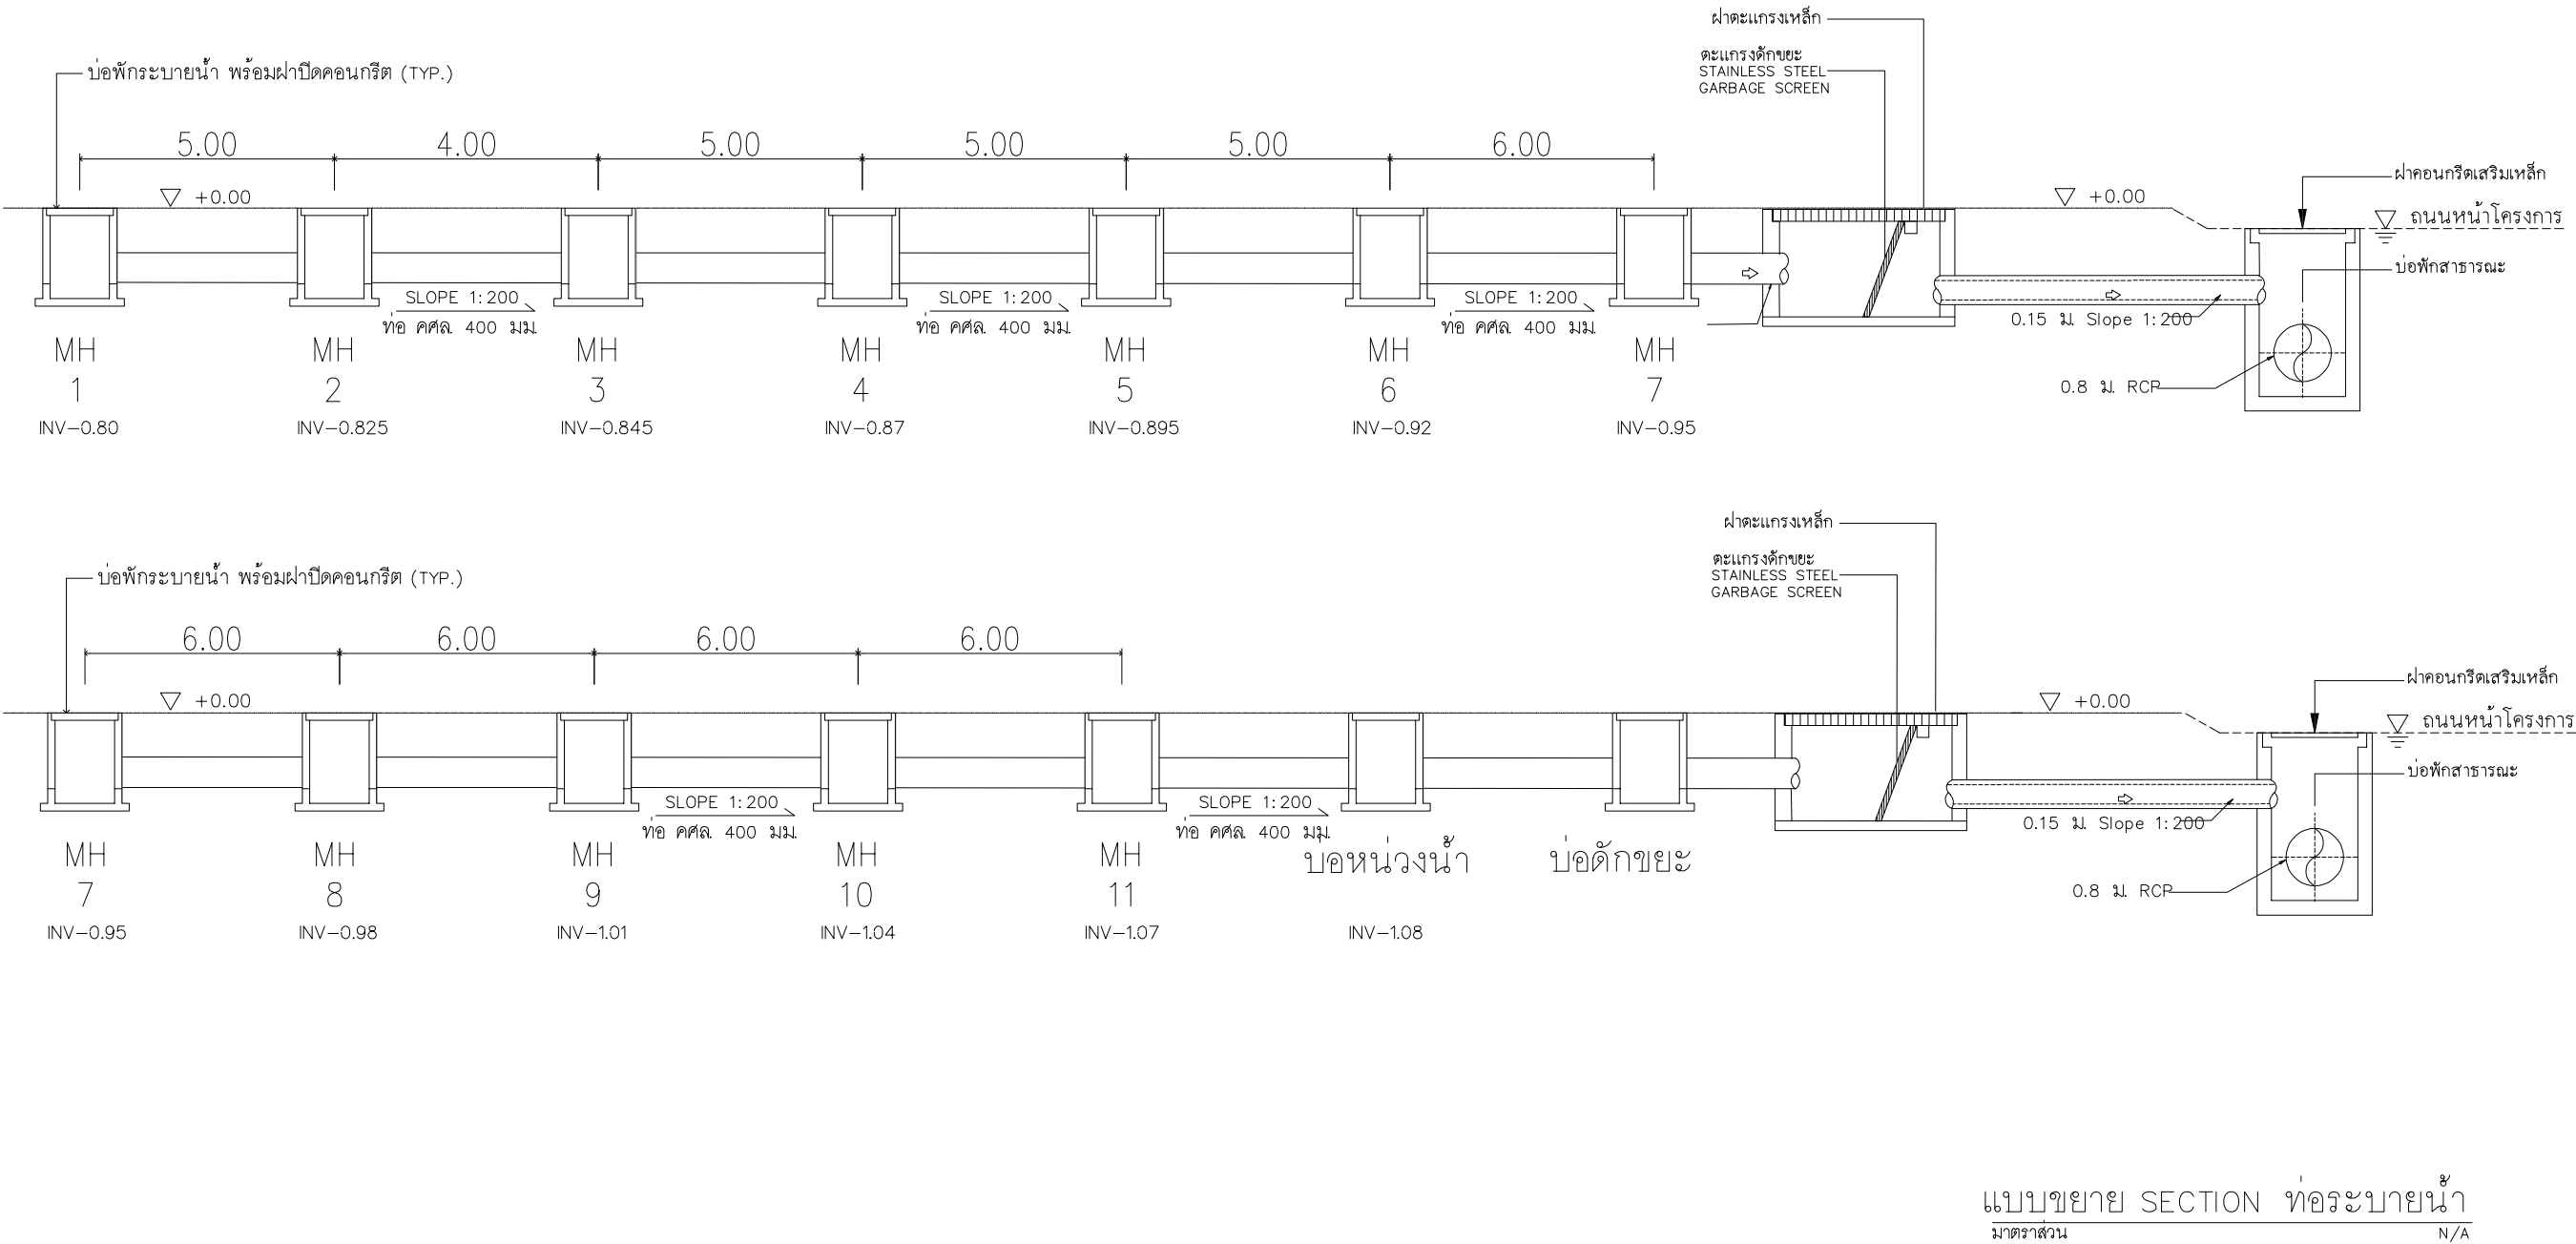 ฝาตะแกรงเหล็ก
ตะแกรงดักขยะ
STAINLESS STEEL
GARBAGE SCREEN
บ่อพักระบายน้ำ พร้อมฝาปิดคอนกรีต (TYP.)
5.00 4.00 5.00 5.00 5.00 6.00
+0.00 +0.00
ฝาคอนกรีตเสริมเหล็ก
ถนนหน้าโครงการ
บ่อพักสาธารณะ
SLOPE 1:200 SLOPE 1:200 SLOPE 1:200
ท่อ คศล. 400 มม. ท่อ คศล. 400 มม. ท่อ คศล. 400 มม.
0.15 ม. Slope 1:200
0.8 ม. RCP
MH MH MH MH MH MH MH
1 2 3 4 5 6 7
INV-0.80 INV-0.825 INV-0.845 INV-0.87 INV-0.895 INV-0.92 INV-0.95
ฝาตะแกรงเหล็ก
ตะแกรงดักขยะ
STAINLESS STEEL
GARBAGE SCREEN
บ่อพักระบายน้ำ พร้อมฝาปิดคอนกรีต (TYP.)
6.00 6.00 6.00 6.00
+0.00 +0.00
ฝาคอนกรีตเสริมเหล็ก
ถนนหน้าโครงการ
บ่อพักสาธารณะ
SLOPE 1:200 SLOPE 1:200
ท่อ คศล. 400 มม. ท่อ คศล. 400 มม.
0.15 ม. Slope 1:200
0.8 ม. RCP
MH MH MH MH MH บ่อหน่วงน้ำ บ่อดักขยะ
7 8 9 10 11
INV-0.95 INV-0.98 INV-1.01 INV-1.04 INV-1.07 INV-1.08
แบบขยาย SECTION ท่อระบายน้ำ
มาตราส่วน N/A